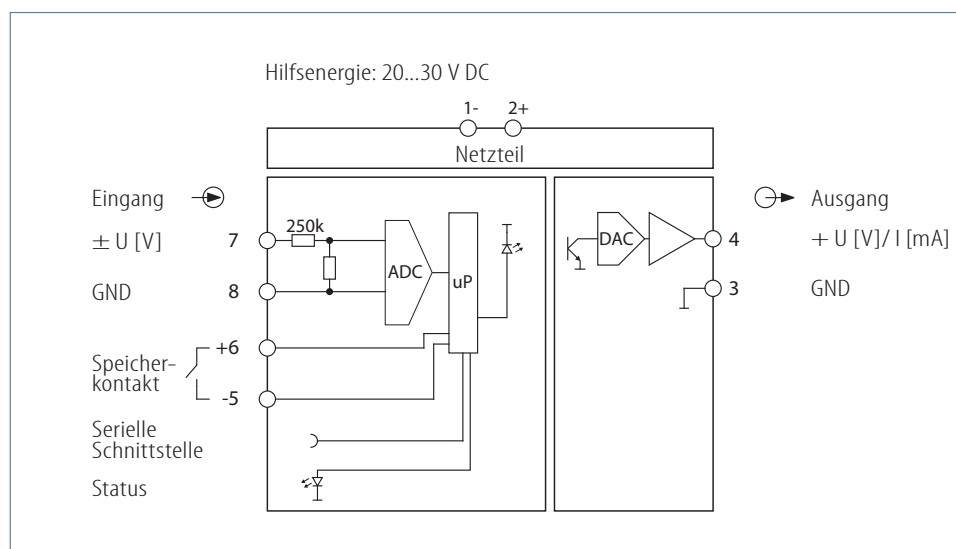 Hilfsenergie: 20...30 V DC
1- 2+
Netzteil
Eingang
Ausgang
± U [V] 7
250k
ADC
uP
DAC
4 + U [V]/ I [mA]
GND 8
3 GND
+6
Speicher-
kontakt
-5
Serielle
Schnittstelle
Status